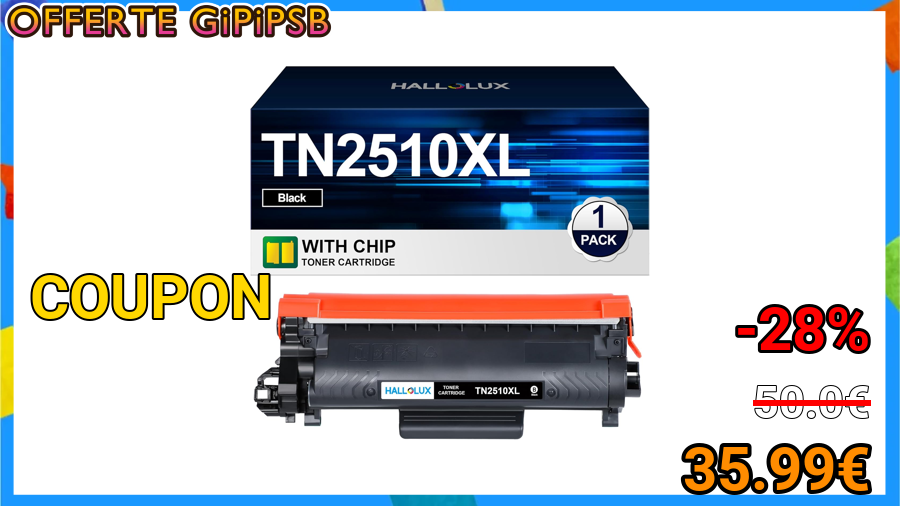 OFFERTE GiPiPSB
HALLOLUX
TN2510XL
Black
1
PACK
WITH CHIP
TONER CARTRIDGE
COUPON
HALLOLUX
TONER
CARTRIDGE
TN2510XL
B
-28%
50.0€
35.99€